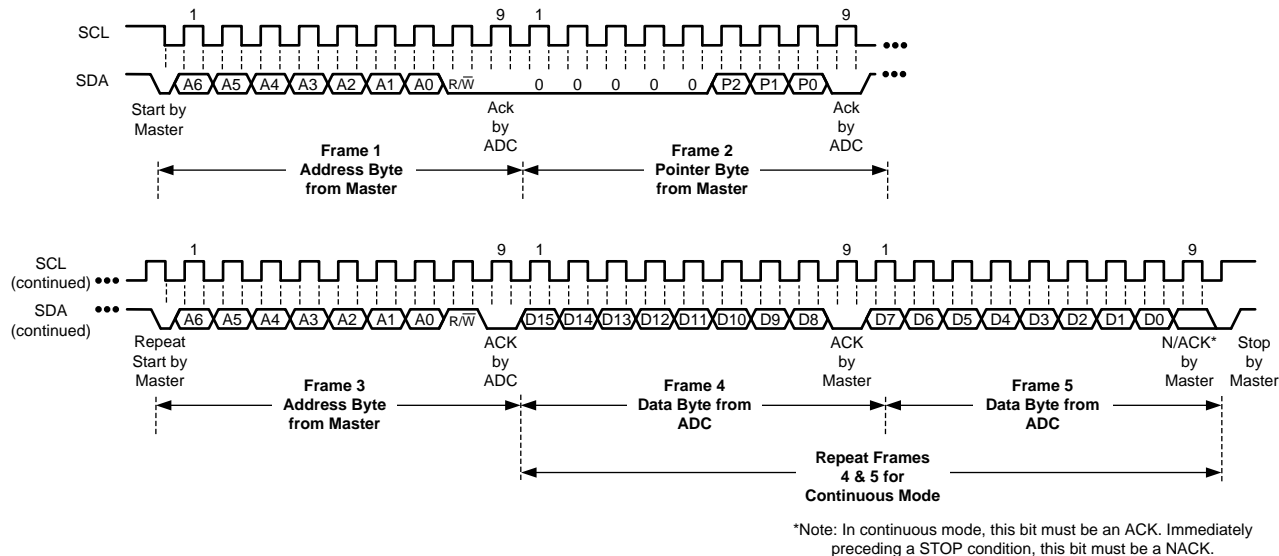 1 9 1 9
SCL
SDA A6 A5 A4 A3 A2 A1 A0 R/W̅ 0 0 0 0 0 P2 P1 P0
Start by
Master
Ack
by
ADC
Ack
by
ADC
Frame 1
Address Byte
from Master
Frame 2
Pointer Byte
from Master
1 9 1 9 1 9
SCL
(continued)
SDA
(continued)
A6 A5 A4 A3 A2 A1 A0 R/W̅ D15 D14 D13 D12 D11 D10 D9 D8 D7 D6 D5 D4 D3 D2 D1 D0
Repeat
Start by
Master
ACK
by
ADC
ACK
by
Master
N/ACK*
by
Master
Stop
by
Master
Frame 3
Address Byte
from Master
Frame 4
Data Byte from
ADC
Frame 5
Data Byte from
ADC
Repeat Frames
4 & 5 for
Continuous Mode
*Note: In continuous mode, this bit must be an ACK. Immediately
preceding a STOP condition, this bit must be a NACK.